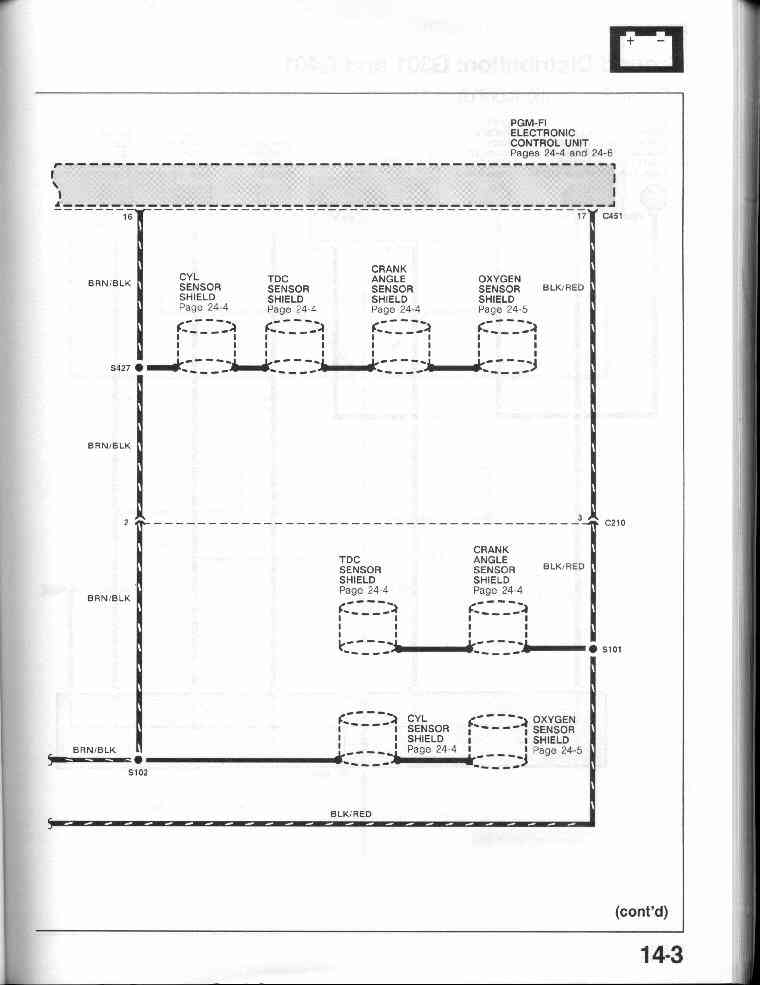 + −
PGM-FI
ELECTRONIC
CONTROL UNIT
Pages 24-4 and 24-6
16
17
C451
BRN/BLK
CYL
SENSOR
SHIELD
Page 24-4
TDC
SENSOR
SHIELD
Page 24-4
CRANK
ANGLE
SENSOR
SHIELD
Page 24-4
OXYGEN
SENSOR
SHIELD
Page 24-5
BLK/RED
S427
BRN/BLK
2
3
C210
TDC
SENSOR
SHIELD
Page 24-4
CRANK
ANGLE
SENSOR
SHIELD
Page 24-4
BLK/RED
BRN/BLK
S101
CYL
SENSOR
SHIELD
Page 24-4
OXYGEN
SENSOR
SHIELD
Page 24-5
BRN/BLK
S102
BLK/RED
(cont'd)
14-3